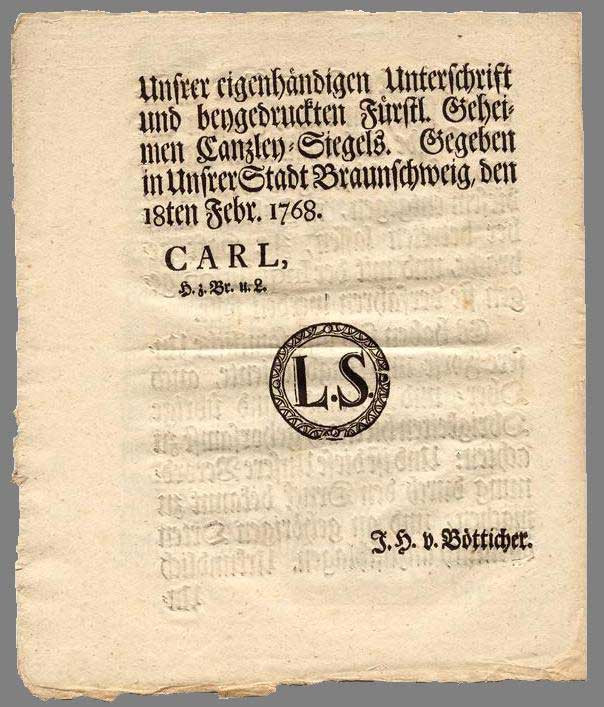 Unsrer eigenhändigen Unterschrift
und beygedruckten Fürstl. Gehei-
men Canzley-Siegels. Gegeben
in Unsrer Stadt Braunschweig, den
18ten Febr. 1768.
CARL,
H. z. Br. u. L.
L.S.
J. H. v. Bötticher.